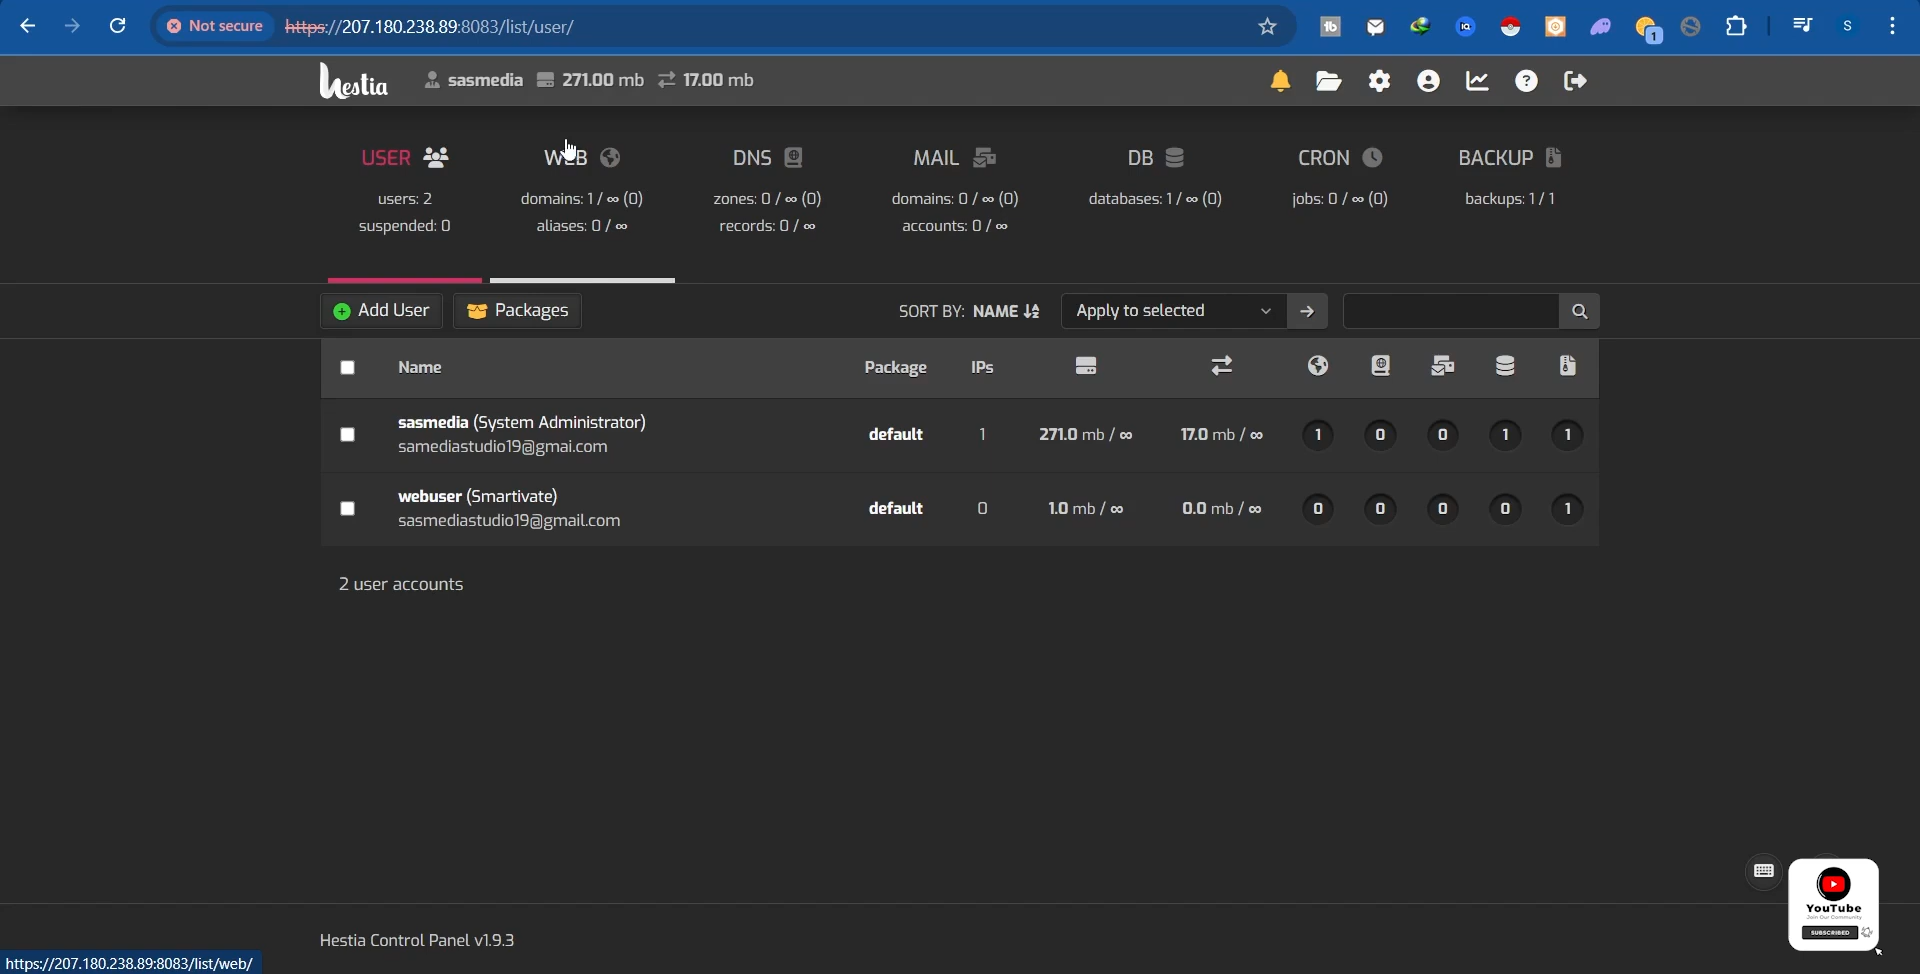 Not secure https://207.180.238.89:8083/list/user/
S
1
Hestia sasmedia 271.00 mb 17.00 mb
USER WEB DNS MAIL DB CRON BACKUP
users: 2 domains: 1 / ∞ (0) zones: 0 / ∞ (0) domains: 0 / ∞ (0) databases: 1 / ∞ (0) jobs: 0 / ∞ (0) backups: 1 / 1
suspended: 0 aliases: 0 / ∞ records: 0 / ∞ accounts: 0 / ∞
Add User Packages SORT BY: NAME Apply to selected
Name Package IPs
sasmedia (System Administrator)
samediastudio19@gmai.com
default 1 271.0 mb / ∞ 17.0 mb / ∞ 1 0 0 1 1
webuser (Smartivate)
sasmediastudio19@gmail.com
default 0 1.0 mb / ∞ 0.0 mb / ∞ 0 0 0 0 1
2 user accounts
YouTube
Join Our Community
SUBSCRIBED
Hestia Control Panel v1.9.3
https://207.180.238.89:8083/list/web/